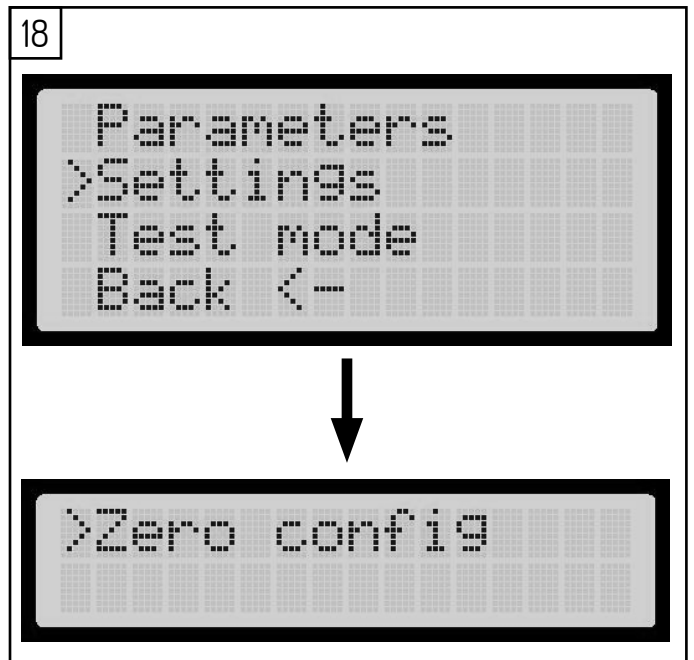 18
Parameters
>Settings
Test mode
Back <-
>Zero config